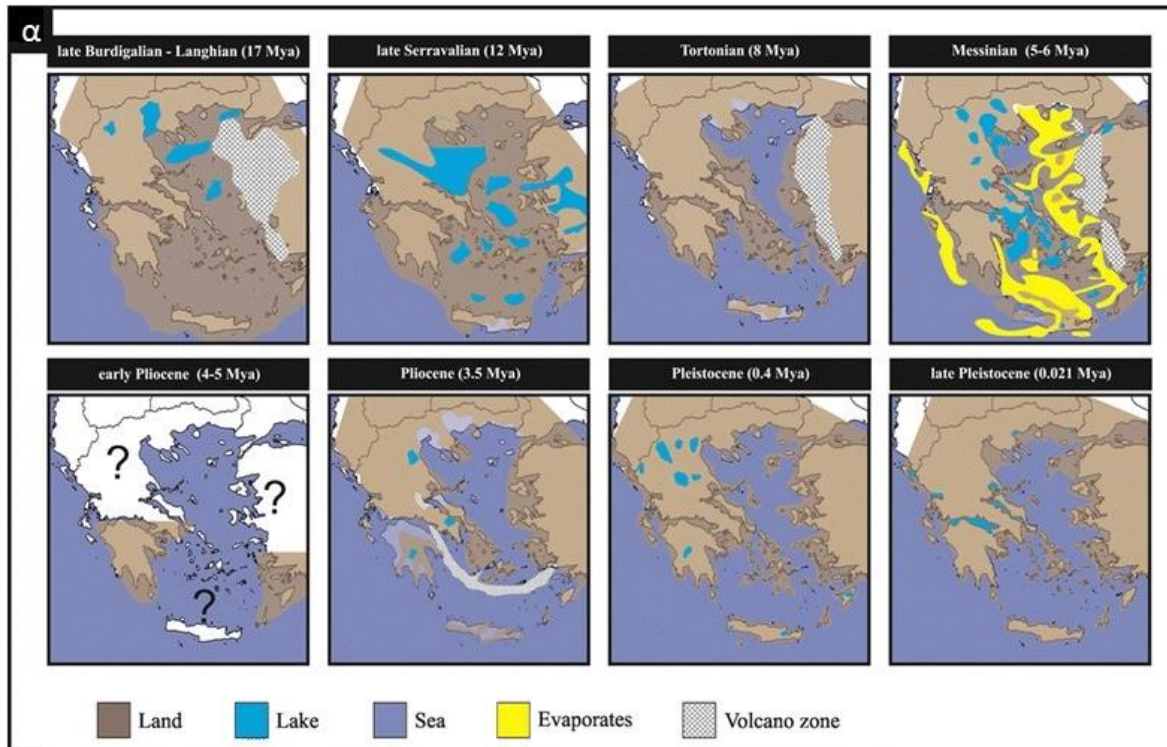 α
late Burdigalian - Langhian (17 Mya)
late Serravalian (12 Mya)
Tortonian (8 Mya)
Messinian (5-6 Mya)
early Pliocene (4-5 Mya)
Pliocene (3.5 Mya)
Pleistocene (0.4 Mya)
late Pleistocene (0.021 Mya)
?
?
?
Land
Lake
Sea
Evaporates
Volcano zone